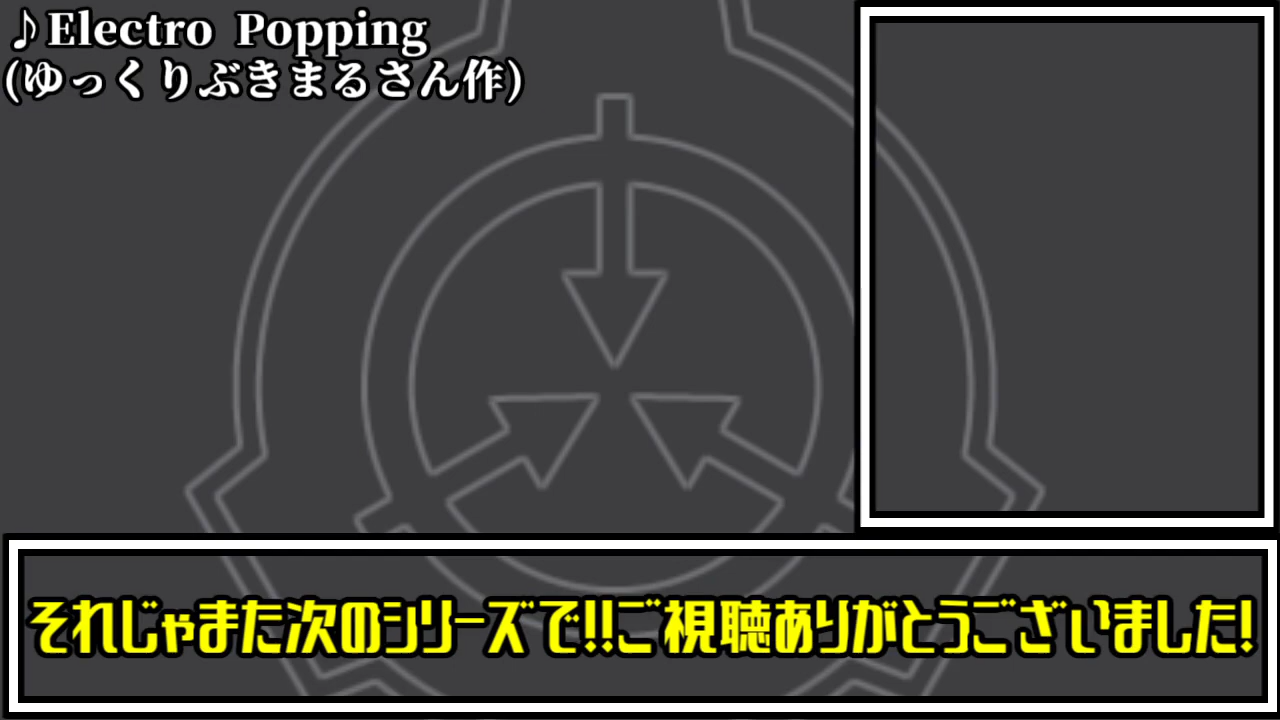 ♪Electro Popping
(ゆっくりぶきまるさん作)
それじゃまた次のシリーズで!!ご視聴ありがとうございました!